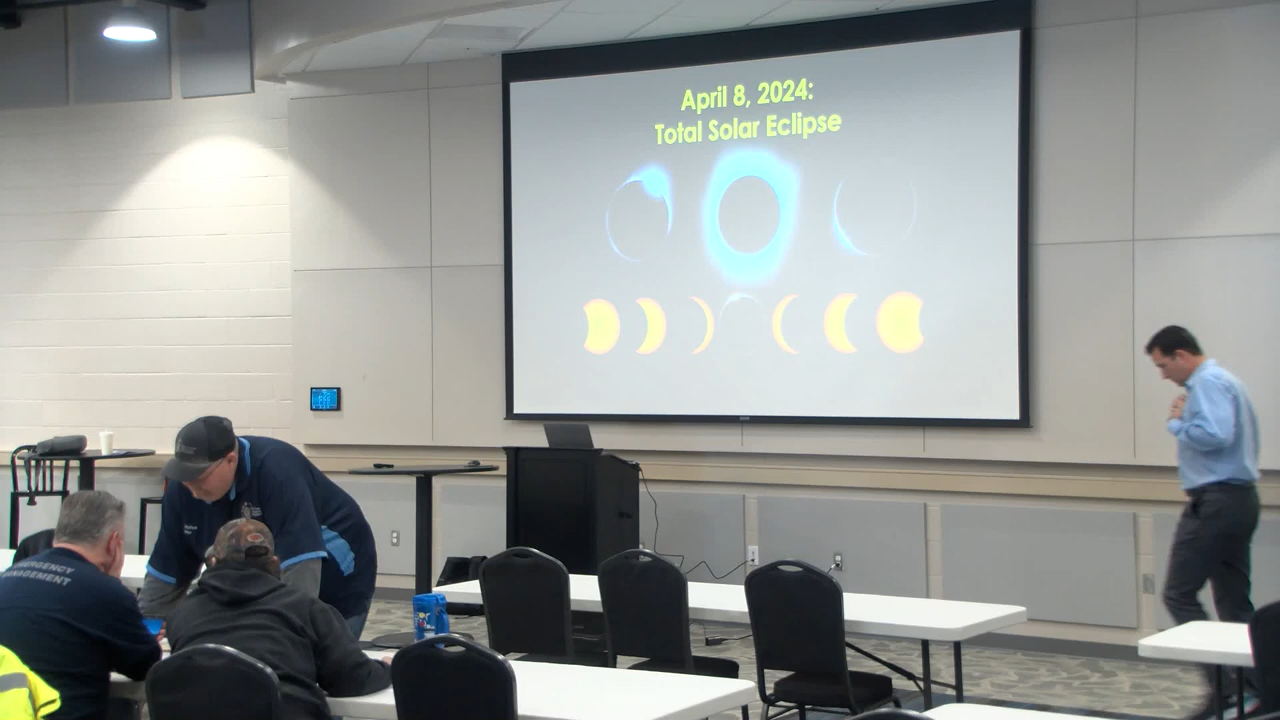 April 8, 2024:
Total Solar Eclipse
EMERGENCY
MANAGEMENT